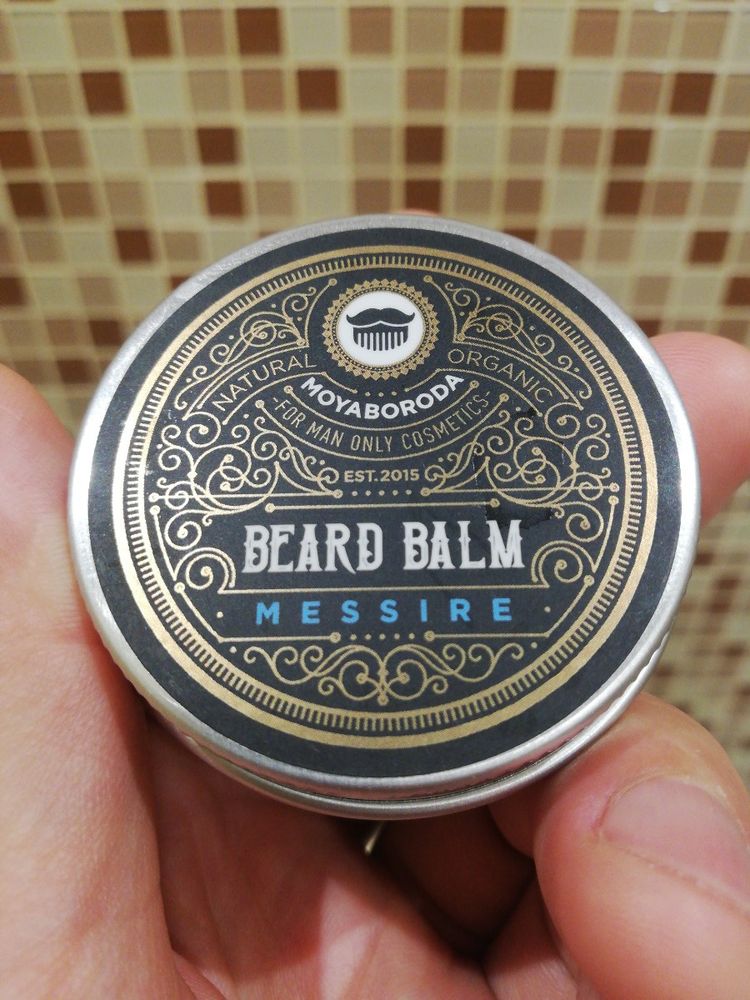 NATURAL
ORGANIC
MOYABORODA
-FOR MAN ONLY COSMETICS-
EST.2015
BEARD BALM
MESSIRE